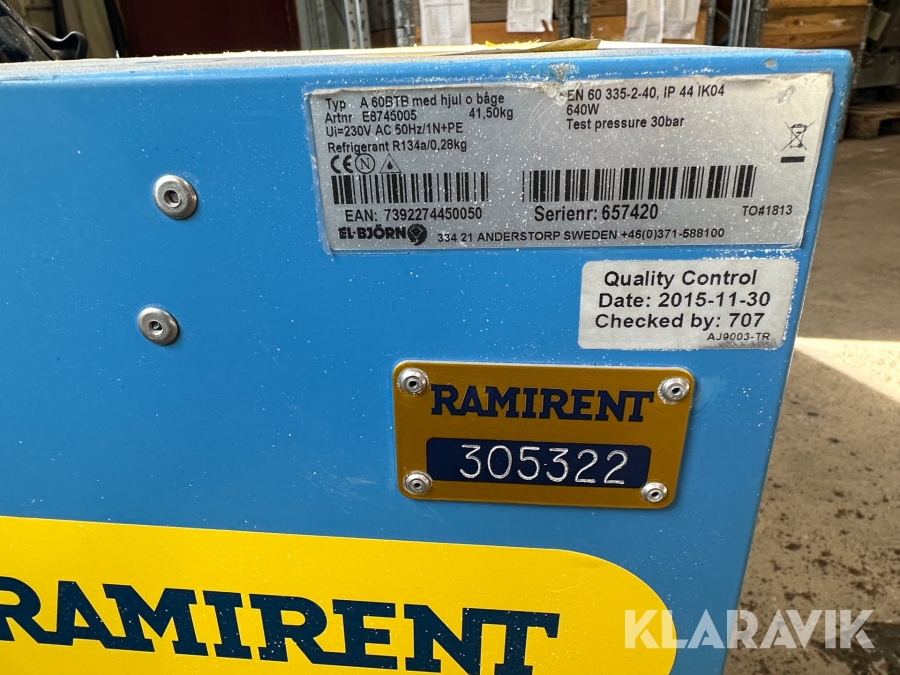 Typ A 60BTB med hjul o båge
Artnr E8745005 41,50kg
Ui=230V AC 50Hz/1N+PE
Refrigerant R134a/0,28kg
EN 60 335-2-40, IP 44 IK04
640W
Test pressure 30bar
CE N
EAN: 7392274450050
Serienr: 657420
TO#1813
EL·BJÖRN 334 21 ANDERSTORP SWEDEN +46(0)371-588100
Quality Control
Date: 2015-11-30
Checked by: 707
AJ9003-TR
RAMIRENT
305322
RAMIRENT
KLARAVIK